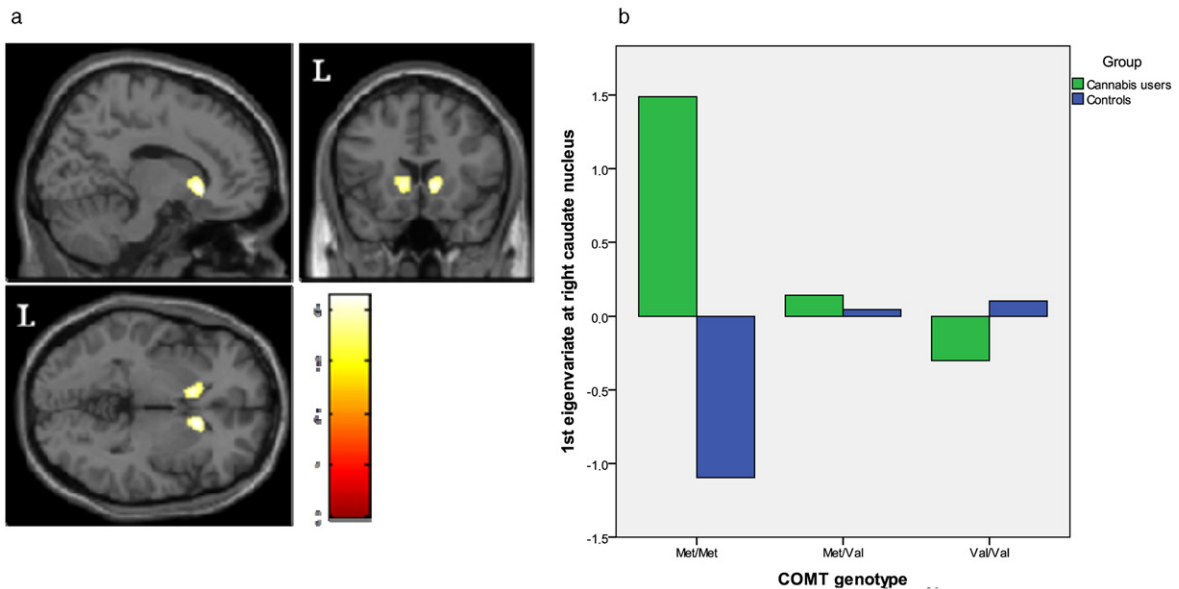 a
L
L
b
Group
Cannabis users
Controls
1st eigenvariate at right caudate nucleus
1.5
1.0
0.5
0.0
-0.5
-1.0
-1.5
Met/Met
Met/Val
Val/Val
COMT genotype